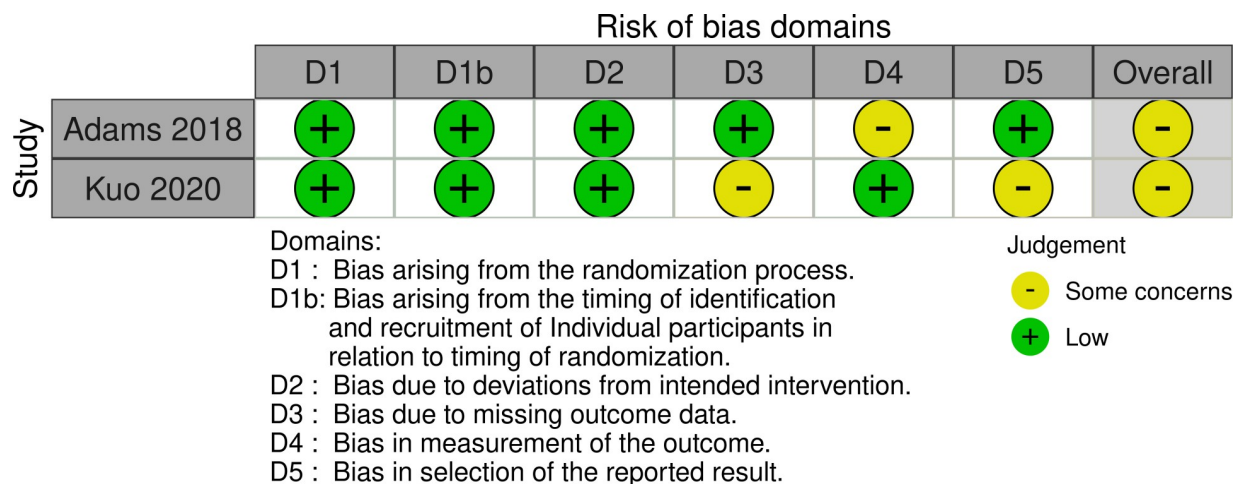 Risk of bias domains
D1 D1b D2 D3 D4 D5 Overall
Study
Adams 2018 + + + + - + -
Kuo 2020 + + + - + - -
Domains:
D1 : Bias arising from the randomization process.
D1b: Bias arising from the timing of identification
and recruitment of Individual participants in
relation to timing of randomization.
D2 : Bias due to deviations from intended intervention.
D3 : Bias due to missing outcome data.
D4 : Bias in measurement of the outcome.
D5 : Bias in selection of the reported result.
Judgement
- Some concerns
+ Low